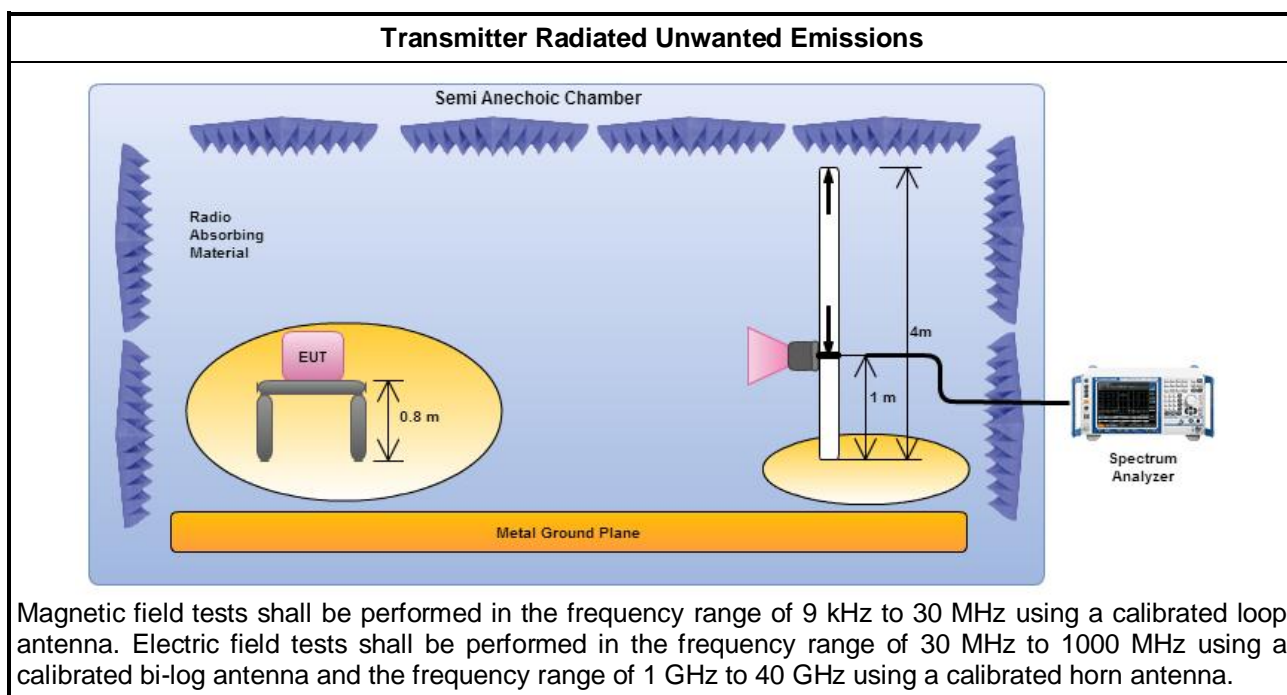 Transmitter Radiated Unwanted Emissions
Semi Anechoic Chamber
Radio
Absorbing
Material
EUT
0.8 m
4m
1 m
Spectrum
Analyzer
Metal Ground Plane
Magnetic field tests shall be performed in the frequency range of 9 kHz to 30 MHz using a calibrated loop
antenna. Electric field tests shall be performed in the frequency range of 30 MHz to 1000 MHz using a
calibrated bi-log antenna and the frequency range of 1 GHz to 40 GHz using a calibrated horn antenna.